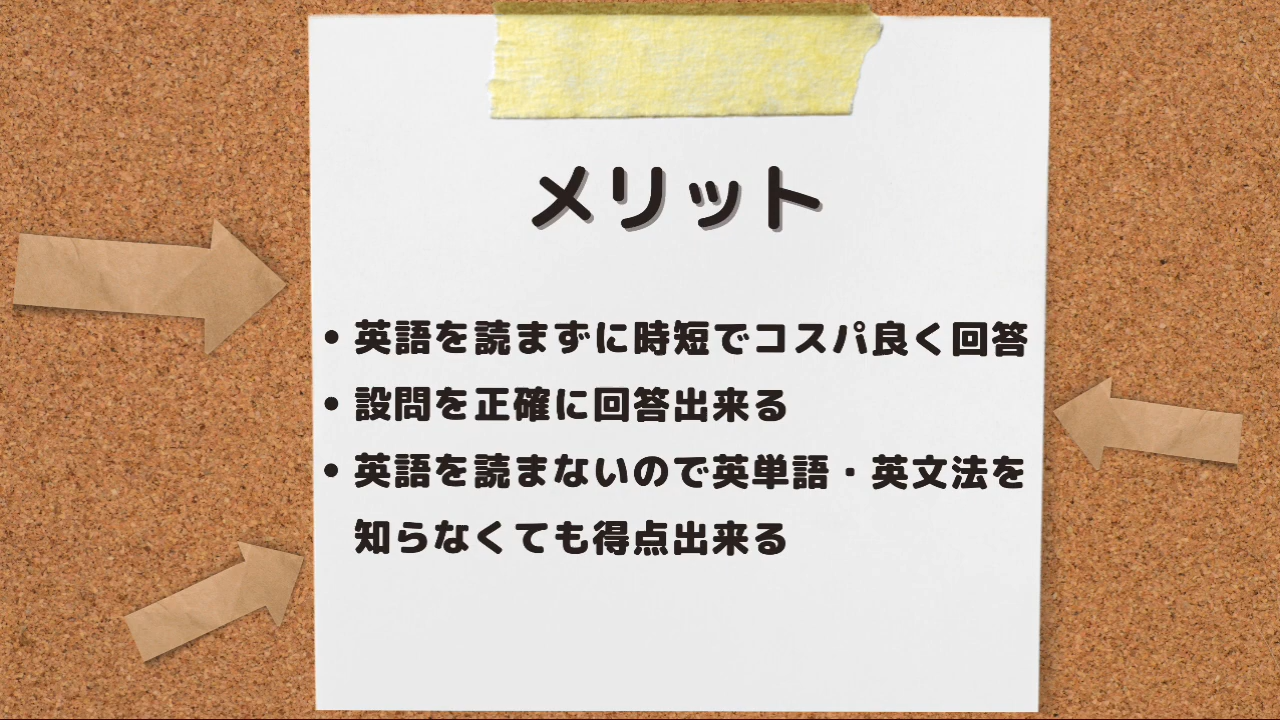 メリット
• 英語を読まずに時短でコスパ良く回答
• 設問を正確に回答出来る
• 英語を読まないので英単語・英文法を
知らなくても得点出来る